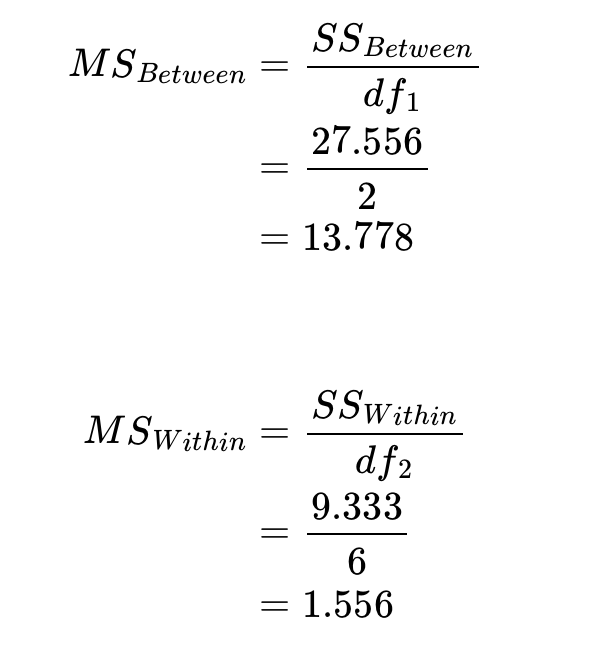 MS_Between = SS_Between / df_1
= 27.556 / 2
= 13.778
MS_Within = SS_Within / df_2
= 9.333 / 6
= 1.556